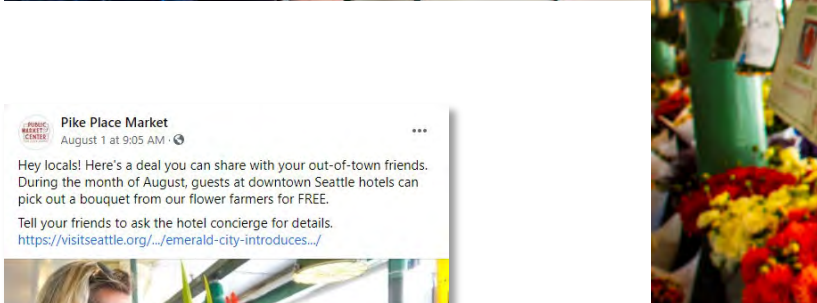 PUBLIC
MARKET
CENTER
Pike Place Market
August 1 at 9:05 AM ·
Hey locals! Here's a deal you can share with your out-of-town friends.
During the month of August, guests at downtown Seattle hotels can
pick out a bouquet from our flower farmers for FREE.
Tell your friends to ask the hotel concierge for details.
https://visitseattle.org/.../emerald-city-introduces.../